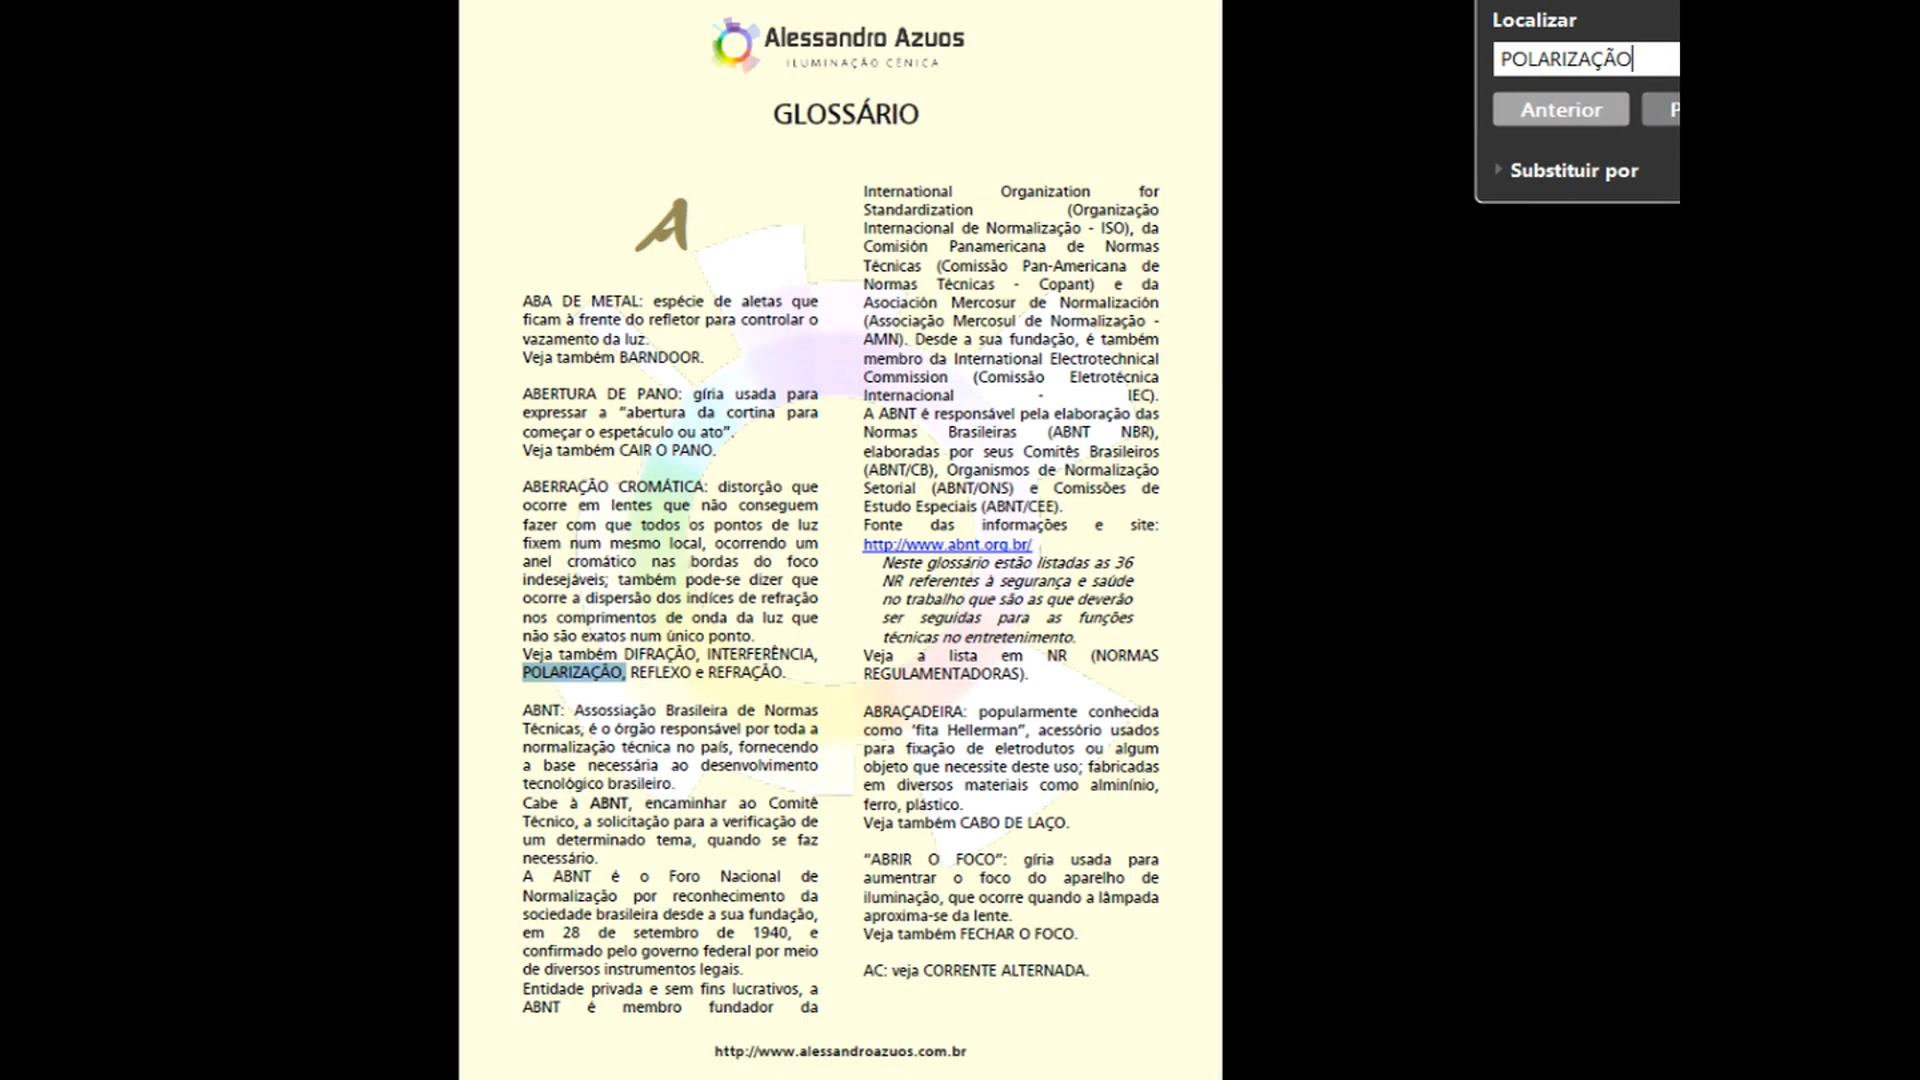 Alessandro Azuos
ILUMINAÇÃO CÊNICA
GLOSSÁRIO
A
ABA DE METAL: espécie de aletas que
ficam à frente do refletor para controlar o
vazamento da luz.
Veja também BARNDOOR.
ABERTURA DE PANO: gíria usada para
expressar a “abertura da cortina para
começar o espetáculo ou ato”.
Veja também CAIR O PANO.
ABERRAÇÃO CROMÁTICA: distorção que
ocorre em lentes que não conseguem
fazer com que todos os pontos de luz
fixem num mesmo local, ocorrendo um
anel cromático nas bordas do foco
indesejáveis; também pode-se dizer que
ocorre a dispersão dos indíces de refração
nos comprimentos de onda da luz que
não são exatos num único ponto.
Veja também DIFRAÇÃO, INTERFERÊNCIA,
POLARIZAÇÃO, REFLEXO e REFRAÇÃO.
ABNT: Assossiação Brasileira de Normas
Técnicas, é o órgão responsável por toda a
normalização técnica no país, fornecendo
a base necessária ao desenvolvimento
tecnológico brasileiro.
Cabe à ABNT, encaminhar ao Comitê
Técnico, a solicitação para a verificação de
um determinado tema, quando se faz
necessário.
A ABNT é o Foro Nacional de
Normalização por reconhecimento da
sociedade brasileira desde a sua fundação,
em 28 de setembro de 1940, e
confirmado pelo governo federal por meio
de diversos instrumentos legais.
Entidade privada e sem fins lucrativos, a
ABNT é membro fundador da
International Organization for
Standardization (Organização
Internacional de Normalização - ISO), da
Comisión Panamericana de Normas
Técnicas (Comissão Pan-Americana de
Normas Técnicas - Copant) e da
Asociación Mercosur de Normalización
(Associação Mercosul de Normalização -
AMN). Desde a sua fundação, é também
membro da International Electrotechnical
Commission (Comissão Eletrotécnica
Internacional - IEC).
A ABNT é responsável pela elaboração das
Normas Brasileiras (ABNT NBR),
elaboradas por seus Comitês Brasileiros
(ABNT/CB), Organismos de Normalização
Setorial (ABNT/ONS) e Comissões de
Estudo Especiais (ABNT/CEE).
Fonte das informações e site:
http://www.abnt.org.br/
Neste glossário estão listadas as 36
NR referentes à segurança e saúde
no trabalho que são as que deverão
ser seguidas para as funções
técnicas no entretenimento.
Veja a lista em NR (NORMAS
REGULAMENTADORAS).
ABRAÇADEIRA: popularmente conhecida
como “fita Hellerman”, acessório usados
para fixação de eletrodutos ou algum
objeto que necessite deste uso; fabricadas
em diversos materiais como almínínio,
ferro, plástico.
Veja também CABO DE LAÇO.
“ABRIR O FOCO”: gíria usada para
aumentar o foco do aparelho de
iluminação, que ocorre quando a lâmpada
aproxima-se da lente.
Veja também FECHAR O FOCO.
AC: veja CORRENTE ALTERNADA.
http://www.alessandroazuos.com.br
Localizar
POLARIZAÇÃO
Anterior
Substituir por